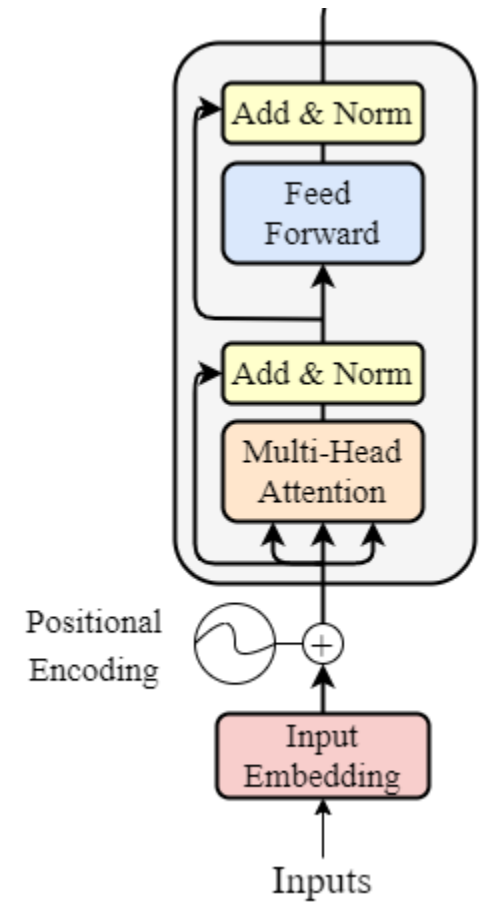 Add & Norm
Feed
Forward
Add & Norm
Multi-Head
Attention
Positional
Encoding
+
Input
Embedding
Inputs